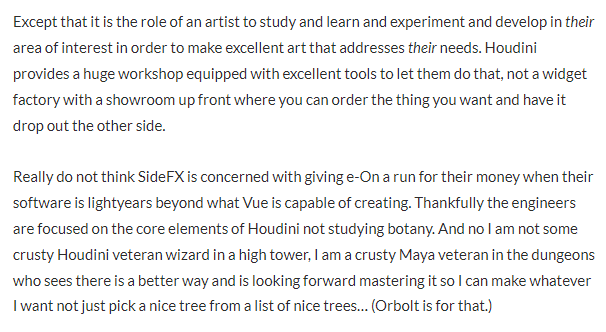 Except that it is the role of an artist to study and learn and experiment and develop in their
area of interest in order to make excellent art that addresses their needs. Houdini
provides a huge workshop equipped with excellent tools to let them do that, not a widget
factory with a showroom up front where you can order the thing you want and have it
drop out the other side.
Really do not think SideFX is concerned with giving e-On a run for their money when their
software is lightyears beyond what Vue is capable of creating. Thankfully the engineers
are focused on the core elements of Houdini not studying botany. And no I am not some
crusty Houdini veteran wizard in a high tower, I am a crusty Maya veteran in the dungeons
who sees there is a better way and is looking forward mastering it so I can make whatever
I want not just pick a nice tree from a list of nice trees... (Orbolt is for that.)